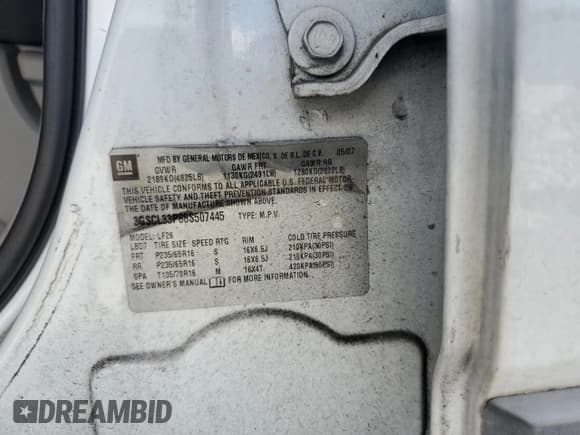 GM
MFD BY GENERAL MOTORS DE MEXICO, S. DE R.L. DE C.V. 05/07
GVWR GAWR FRT GAWR RR
2189KG(4825LB) 1130KG(2491LB) 1280KG(2822LB)
THIS VEHICLE CONFORMS TO ALL APPLICABLE U.S. FEDERAL MOTOR
VEHICLE SAFETY AND THEFT PREVENTION STANDARDS IN EFFECT ON
THE DATE OF MANUFACTURE SHOWN ABOVE.
3GSCL33P88S507445 TYPE: M.P.V.
MODEL: LF26
LBD7 TIRE SIZE SPEED RTG RIM COLD TIRE PRESSURE
FRT P235/65R16 S 16X6.5J 210KPA(30PSI)
RR P235/65R16 S 16X6.5J 210KPA(30PSI)
SPA T135/70R16 M 16X4T 420KPA(60PSI)
SEE OWNER'S MANUAL FOR ADDITIONAL INFORMATION.
DREAMBID